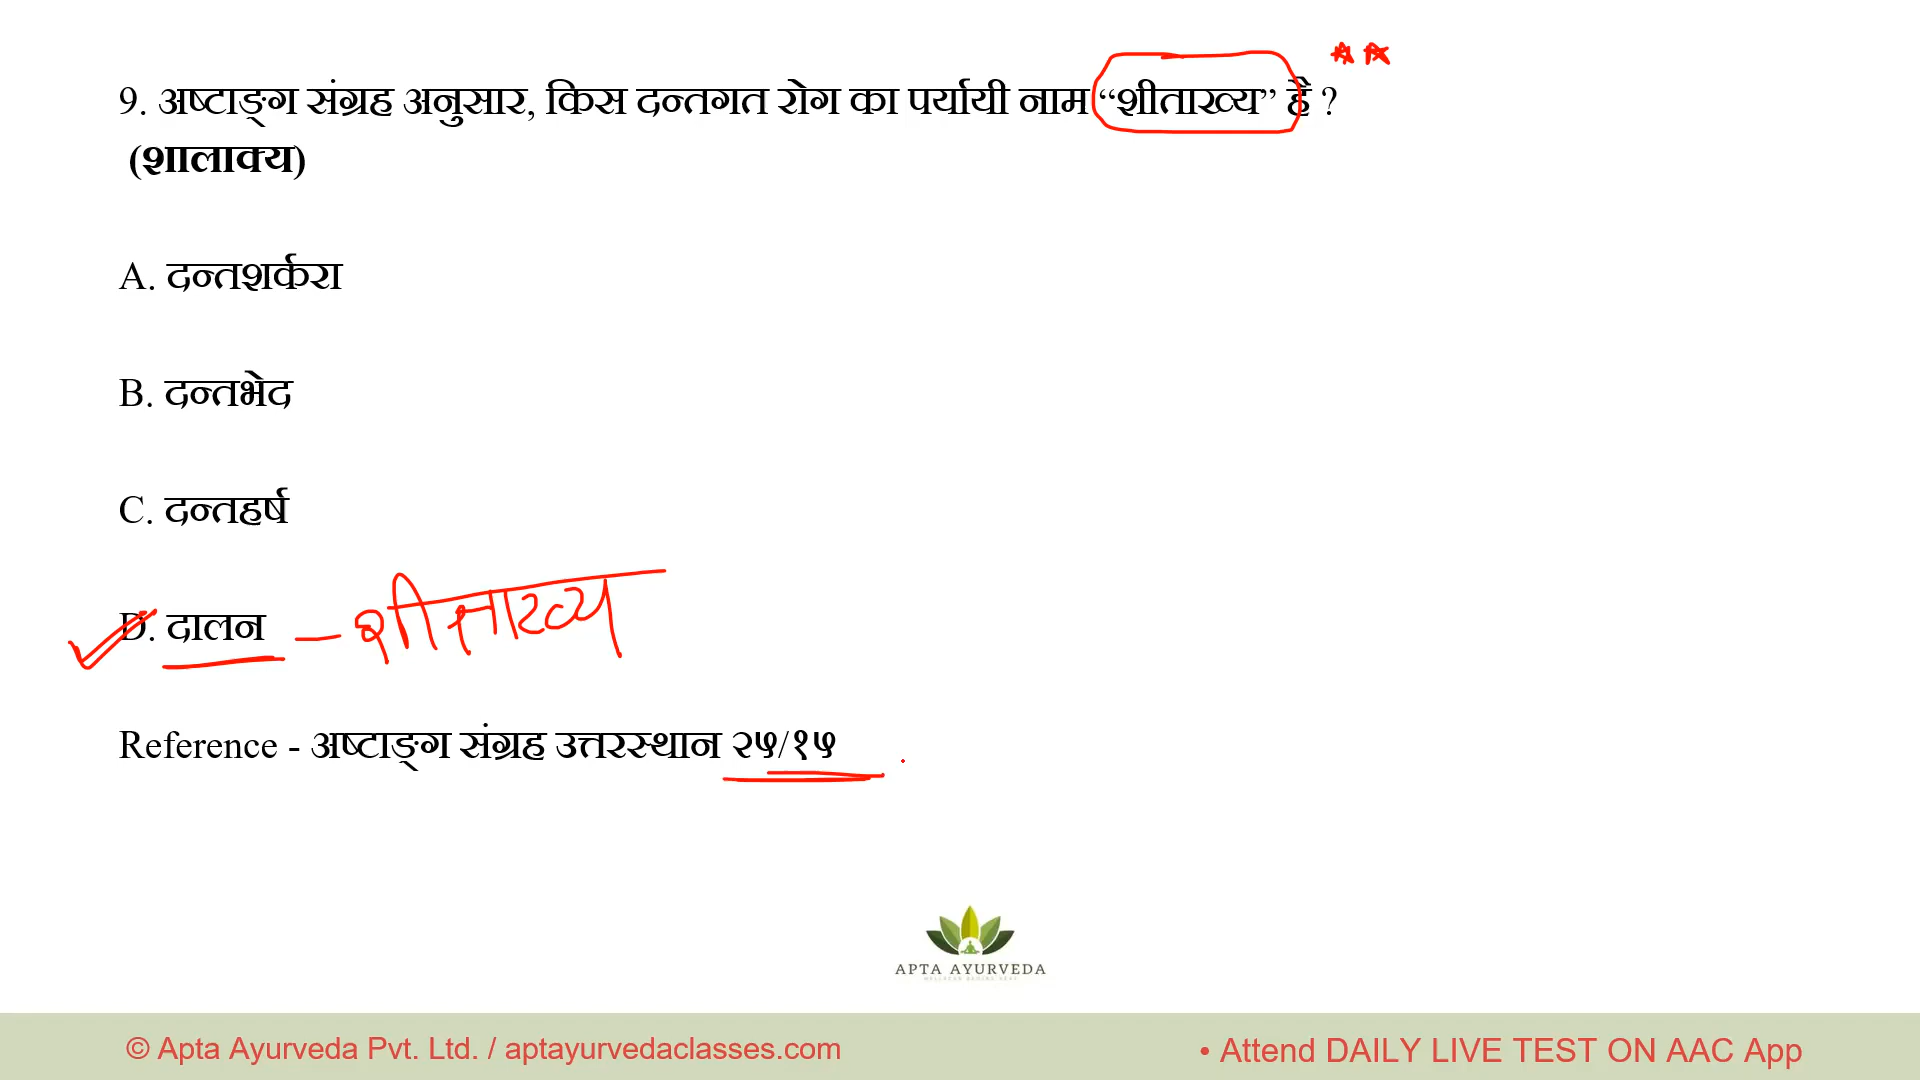 9. अष्टाङ्ग संग्रह अनुसार, किस दन्तगत रोग का पर्यायी नाम “शीताख्य” है ?
(शालाक्य)
A. दन्तशर्करा
B. दन्तभेद
C. दन्तहर्ष
D. दालन – शीताख्य
Reference - अष्टाङ्ग संग्रह उत्तरस्थान २५/१५
APTA AYURVEDA
© Apta Ayurveda Pvt. Ltd. / aptayurvedaclasses.com
• Attend DAILY LIVE TEST ON AAC App